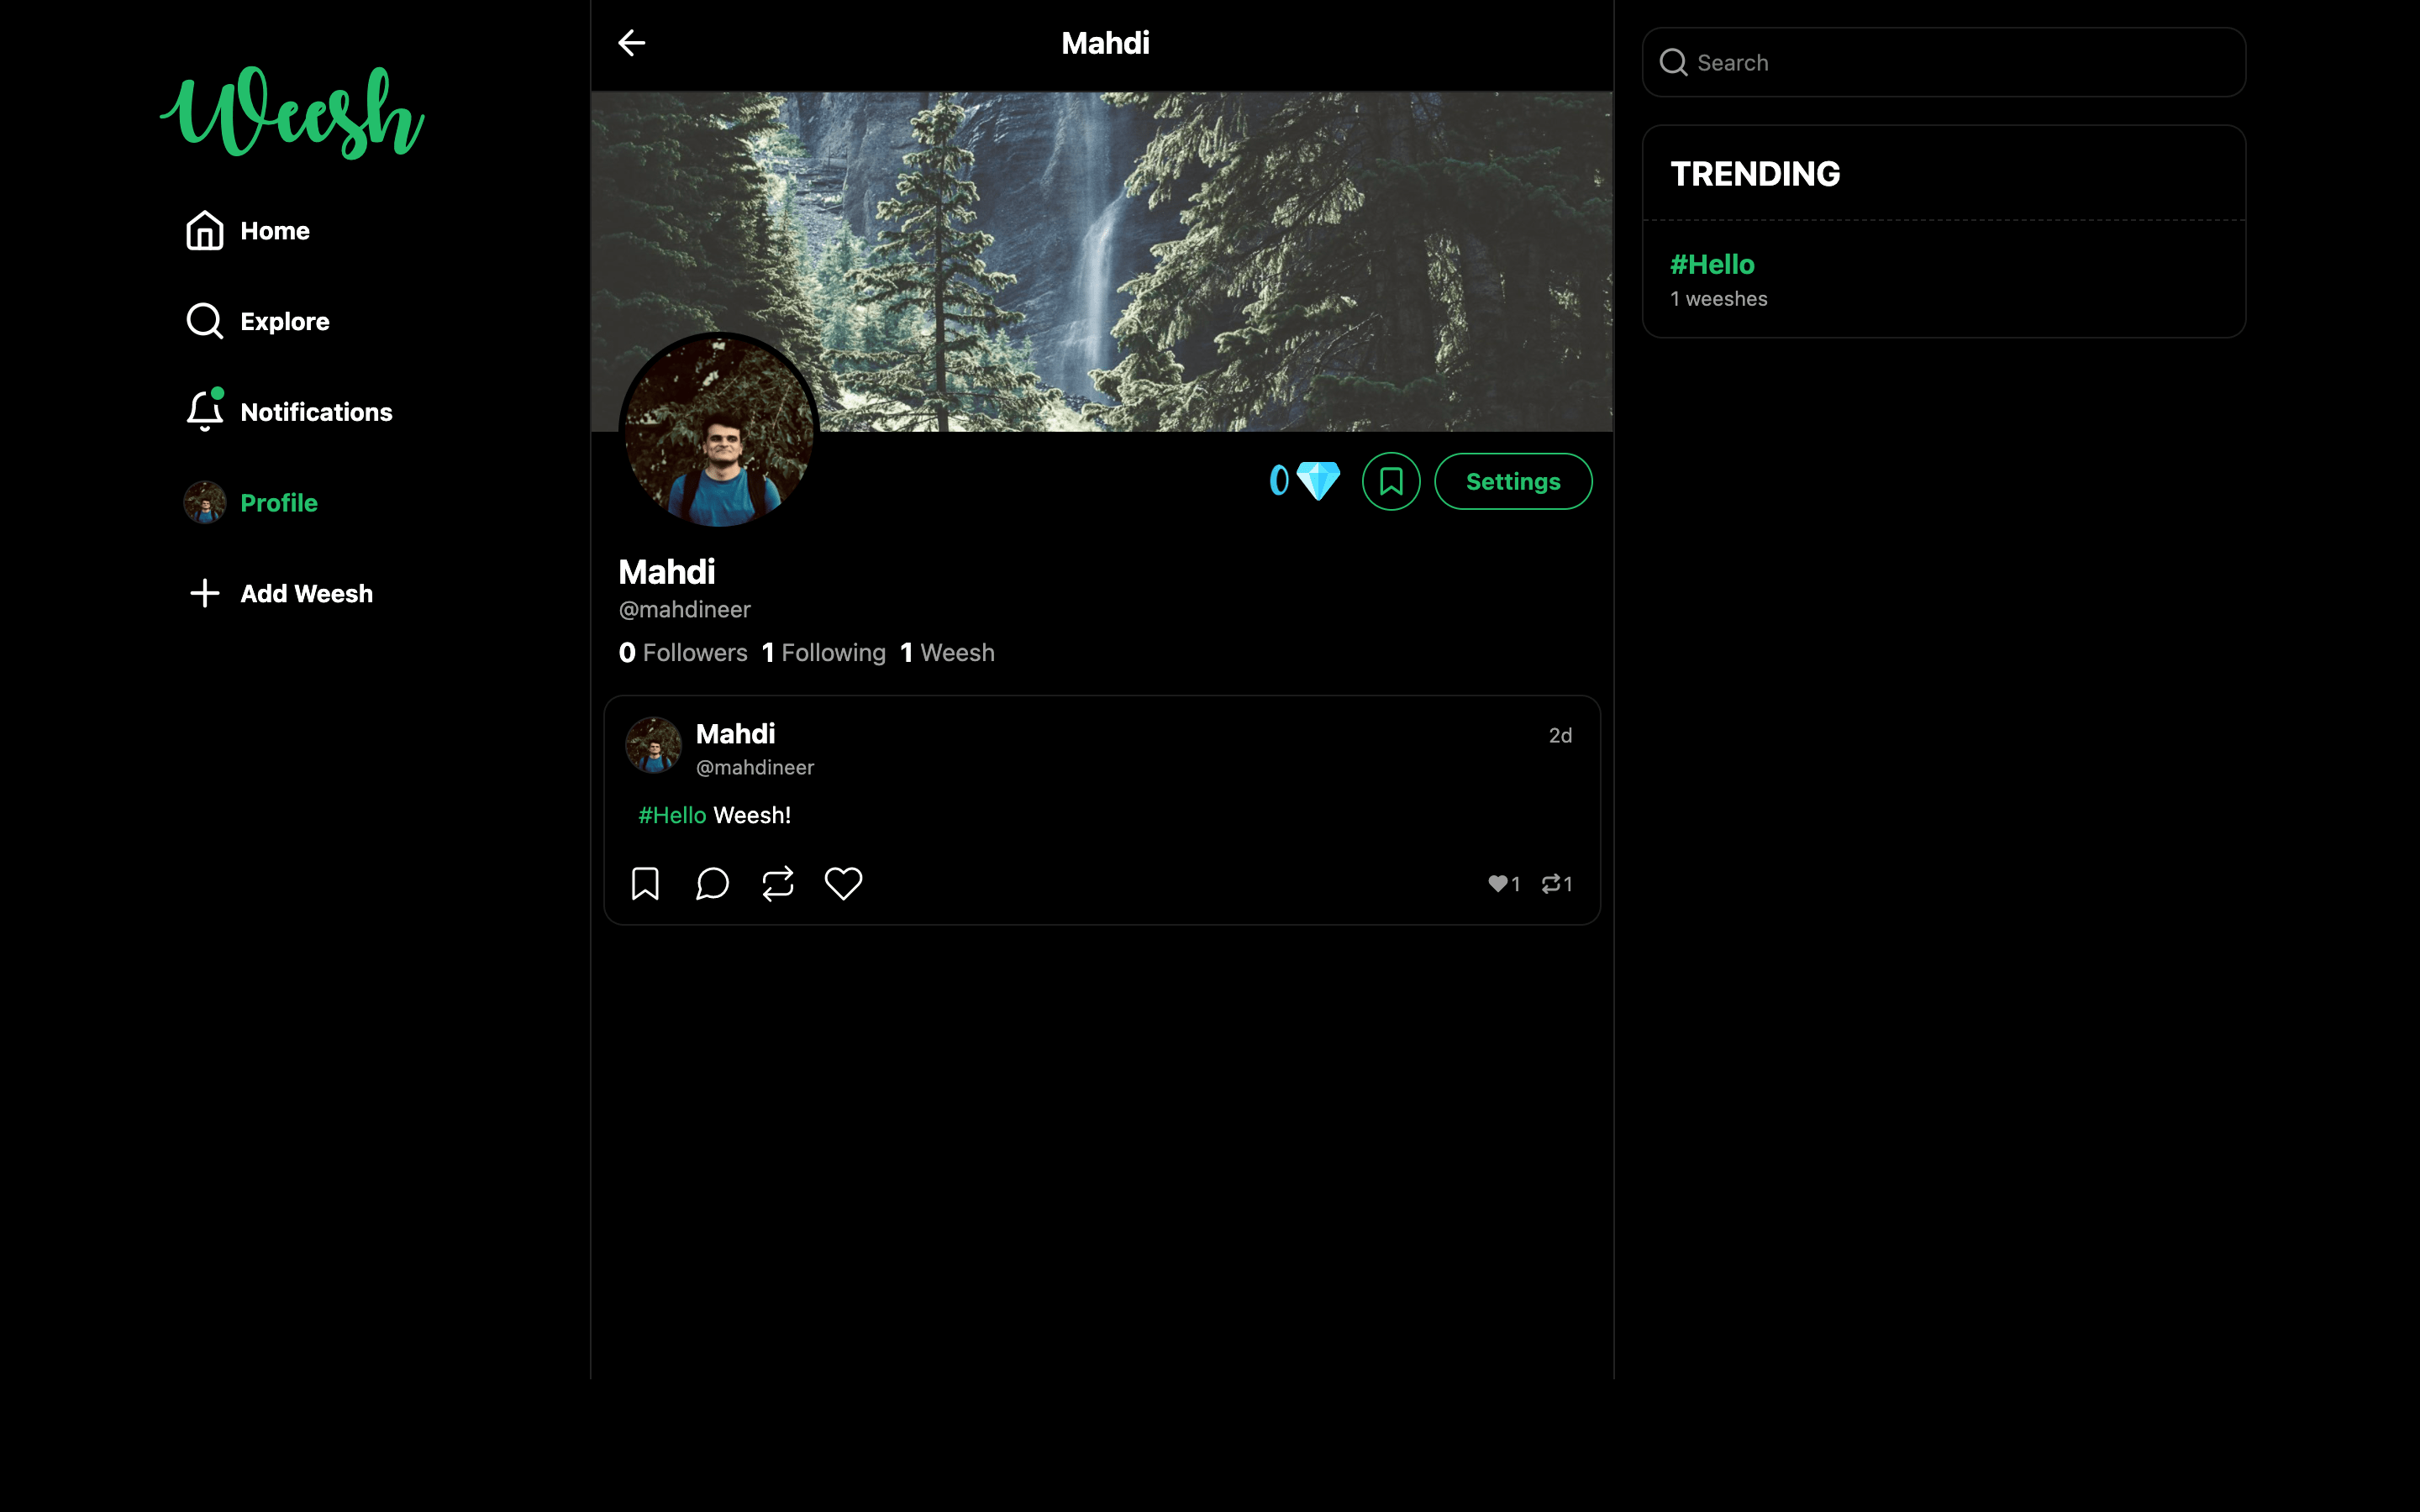 Weesh
Home
Explore
Notifications
Profile
Add Weesh
Mahdi
0
Settings
Mahdi
@mahdineer
0 Followers 1 Following 1 Weesh
Mahdi
2d
@mahdineer
#Hello Weesh!
1 1
Search
TRENDING
#Hello
1 weeshes